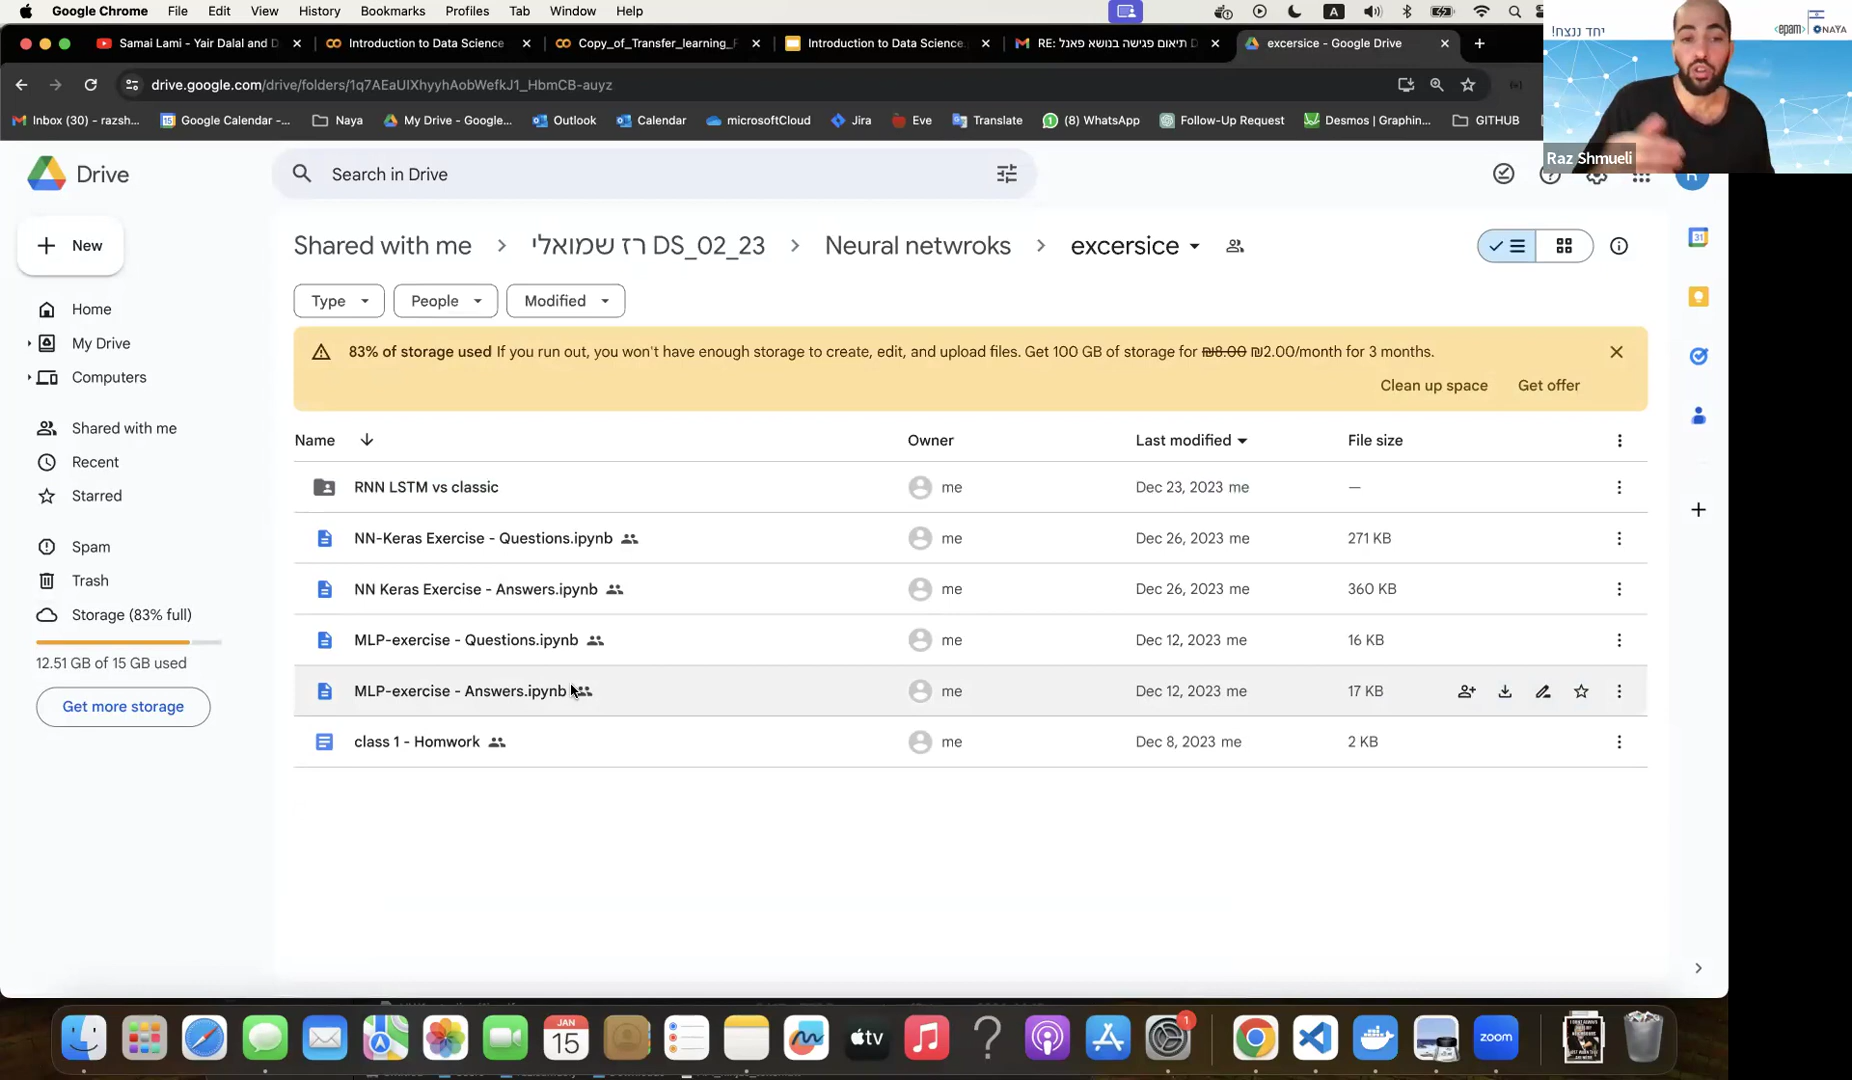 Google Chrome File Edit View History Bookmarks Profiles Tab Window Help
A
Samai Lami - Yair Dalal and D
Introduction to Data Science
Copy_of_Transfer_learning_F
Introduction to Data Science.
RE: תיאום פגישה בנושא פאנל D
excersice - Google Drive
drive.google.com/drive/folders/1q7AEaUIXhyyhAobWefkJ1_HbmCB-auyz
Inbox (30) - razsh...
Google Calendar -...
Naya
My Drive - Google...
Outlook
Calendar
microsoftCloud
Jira
Eve
Translate
(8) WhatsApp
Follow-Up Request
Desmos | Graphin...
GITHUB
יחד ננצח!
<epam>
NAYA
Raz Shmueli
Drive
Search in Drive
New
Home
My Drive
Computers
Shared with me
Recent
Starred
Spam
Trash
Storage (83% full)
12.51 GB of 15 GB used
Get more storage
Shared with me > רז שמואלי DS_02_23 > Neural netwroks > excersice
Type
People
Modified
83% of storage used If you run out, you won't have enough storage to create, edit, and upload files. Get 100 GB of storage for ₪8.00 ₪2.00/month for 3 months.
Clean up space
Get offer
Name Owner Last modified File size
RNN LSTM vs classic me Dec 23, 2023 me —
NN-Keras Exercise - Questions.ipynb me Dec 26, 2023 me 271 KB
NN Keras Exercise - Answers.ipynb me Dec 26, 2023 me 360 KB
MLP-exercise - Questions.ipynb me Dec 12, 2023 me 16 KB
MLP-exercise - Answers.ipynb me Dec 12, 2023 me 17 KB
class 1 - Homwork me Dec 8, 2023 me 2 KB
31
JAN
15
tv
1
zoom